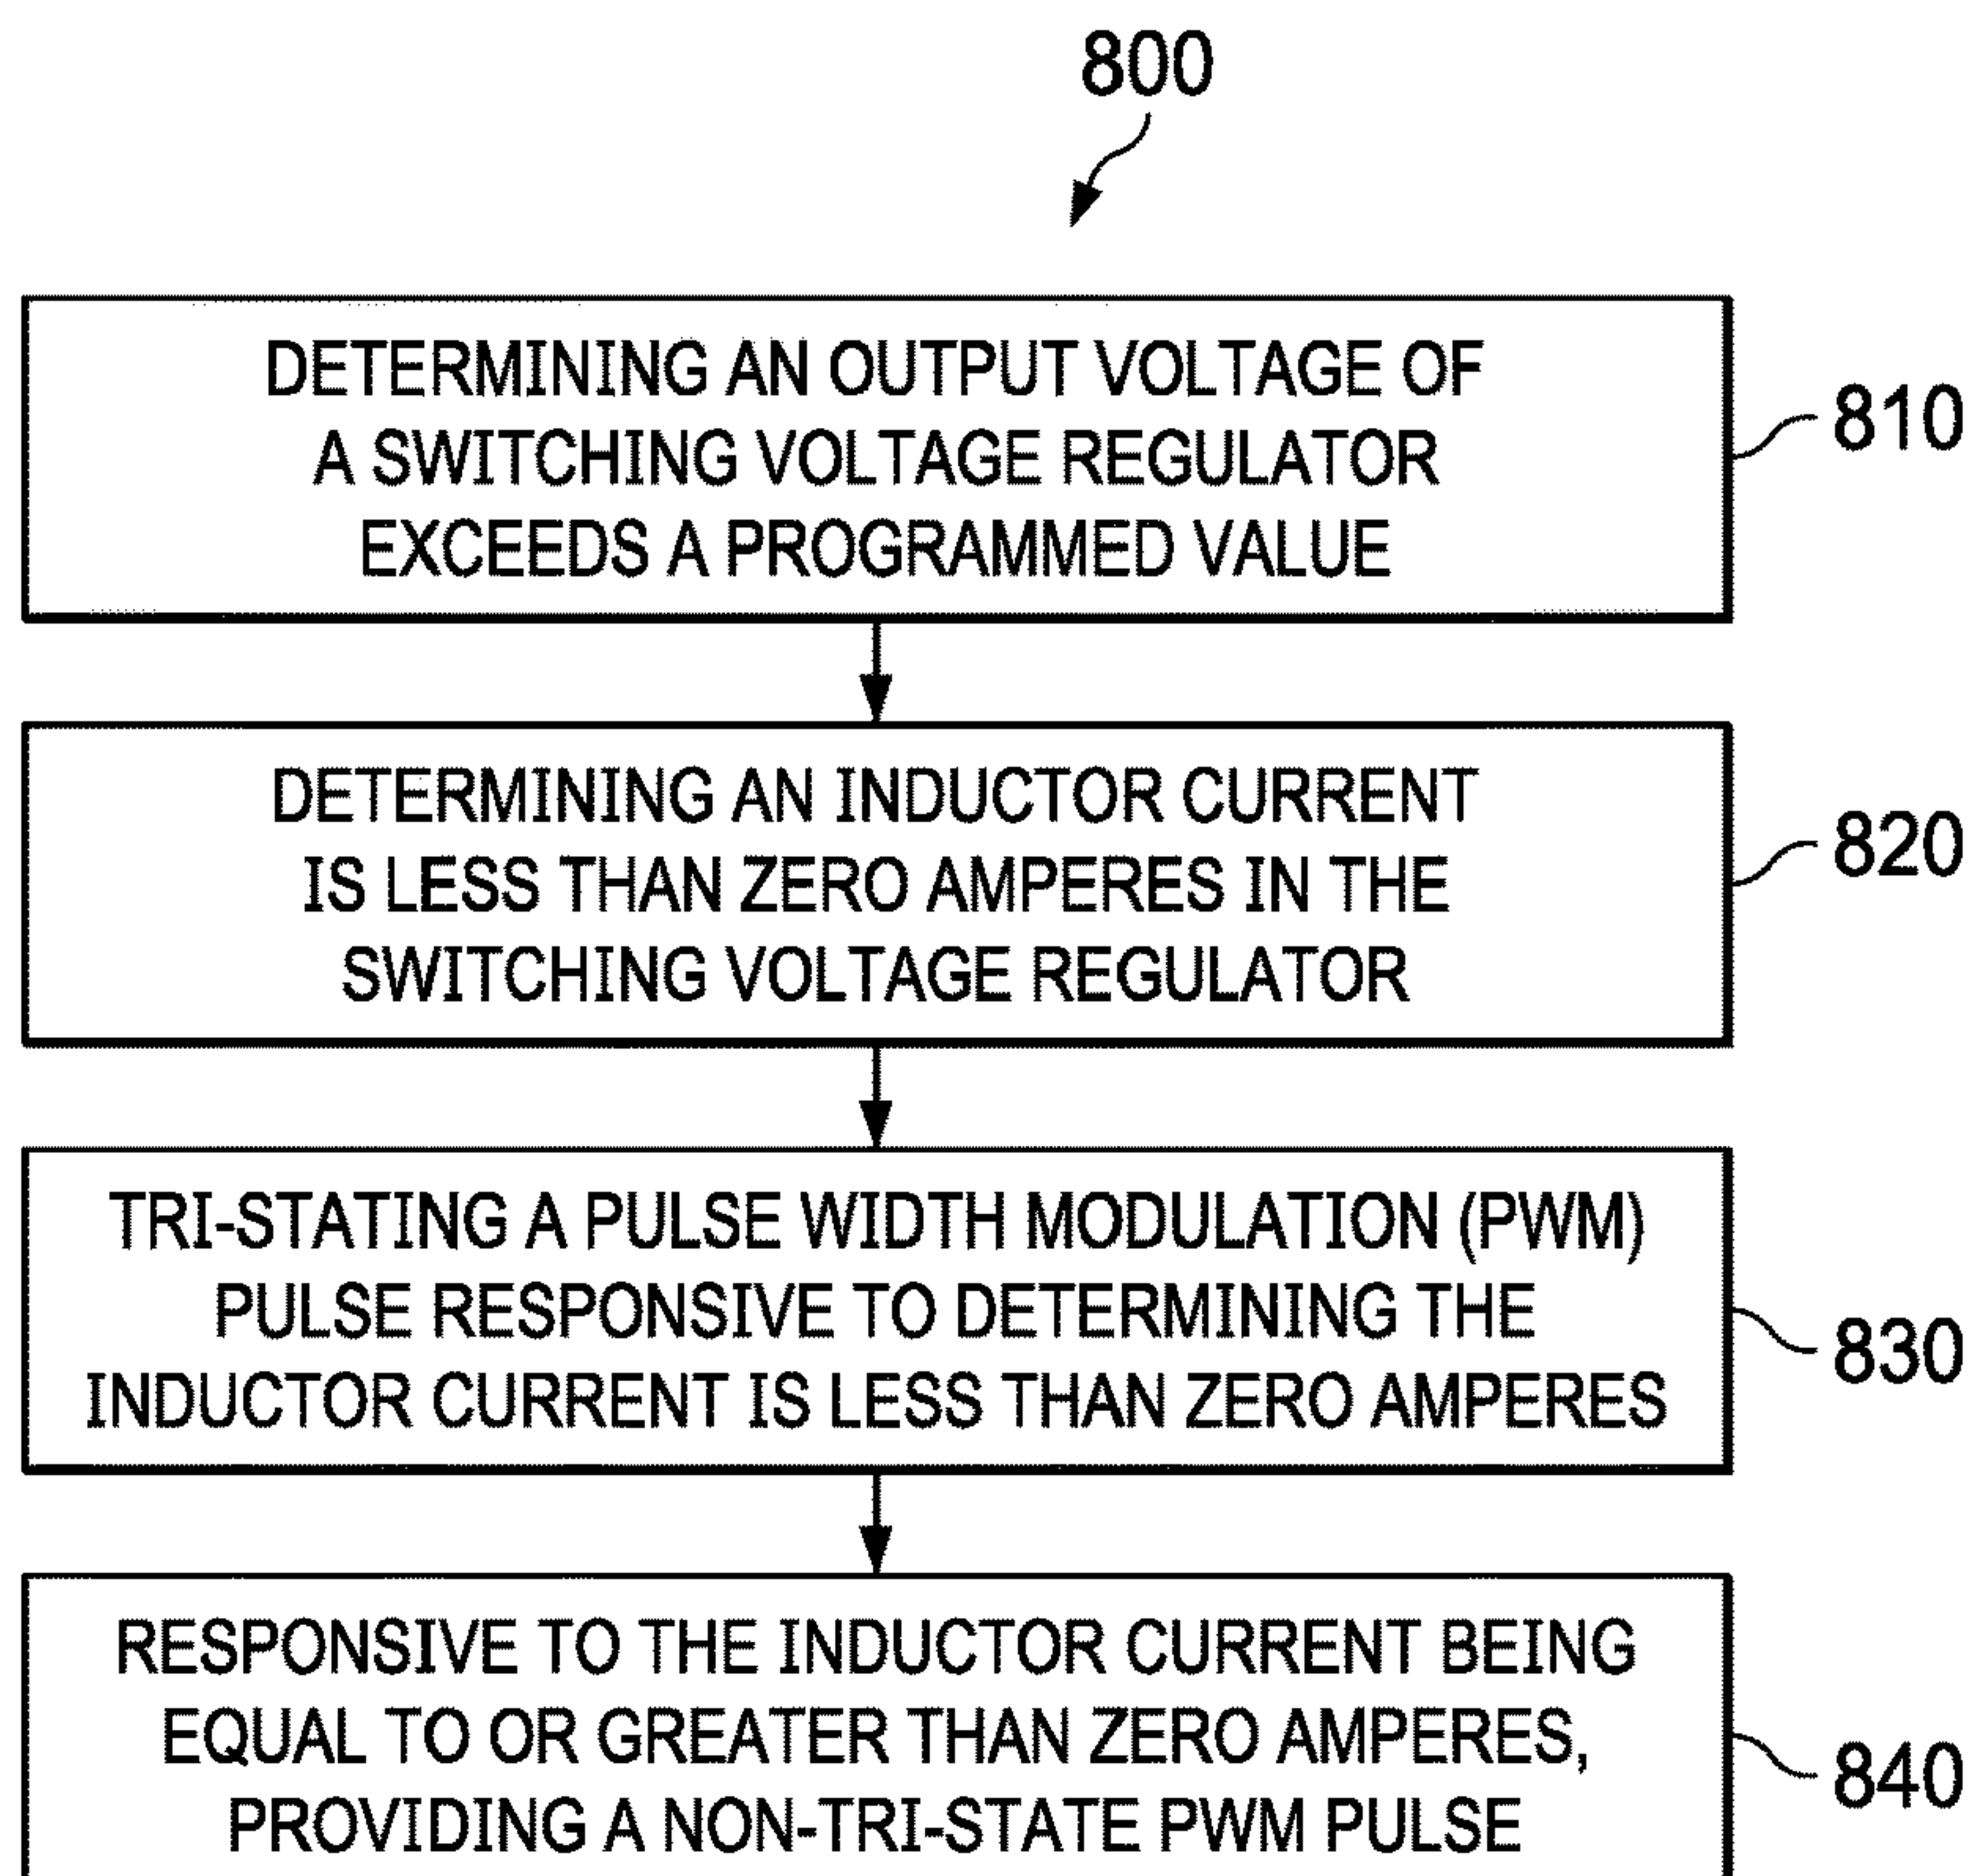 800
DETERMINING AN OUTPUT VOLTAGE OF
A SWITCHING VOLTAGE REGULATOR
EXCEEDS A PROGRAMMED VALUE
810
DETERMINING AN INDUCTOR CURRENT
IS LESS THAN ZERO AMPERES IN THE
SWITCHING VOLTAGE REGULATOR
820
TRI-STATING A PULSE WIDTH MODULATION (PWM)
PULSE RESPONSIVE TO DETERMINING THE
INDUCTOR CURRENT IS LESS THAN ZERO AMPERES
830
RESPONSIVE TO THE INDUCTOR CURRENT BEING
EQUAL TO OR GREATER THAN ZERO AMPERES,
PROVIDING A NON-TRI-STATE PWM PULSE
840